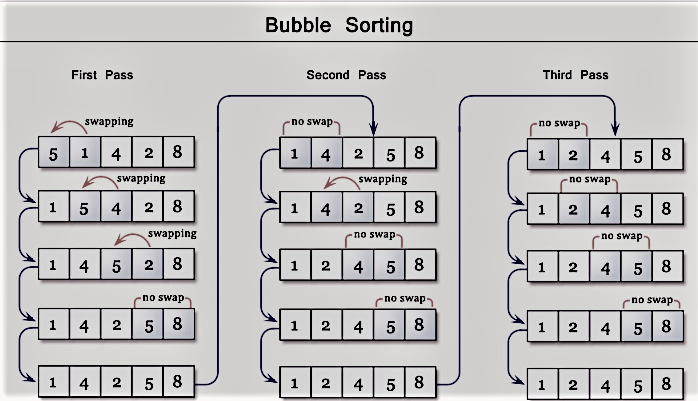 Bubble Sorting
First Pass
swapping
5 1 4 2 8
swapping
1 5 4 2 8
swapping
1 4 5 2 8
no swap
1 4 2 5 8
1 4 2 5 8
Second Pass
no swap
1 4 2 5 8
swapping
1 4 2 5 8
no swap
1 2 4 5 8
no swap
1 2 4 5 8
1 2 4 5 8
Third Pass
no swap
1 2 4 5 8
no swap
1 2 4 5 8
no swap
1 2 4 5 8
no swap
1 2 4 5 8
1 2 4 5 8